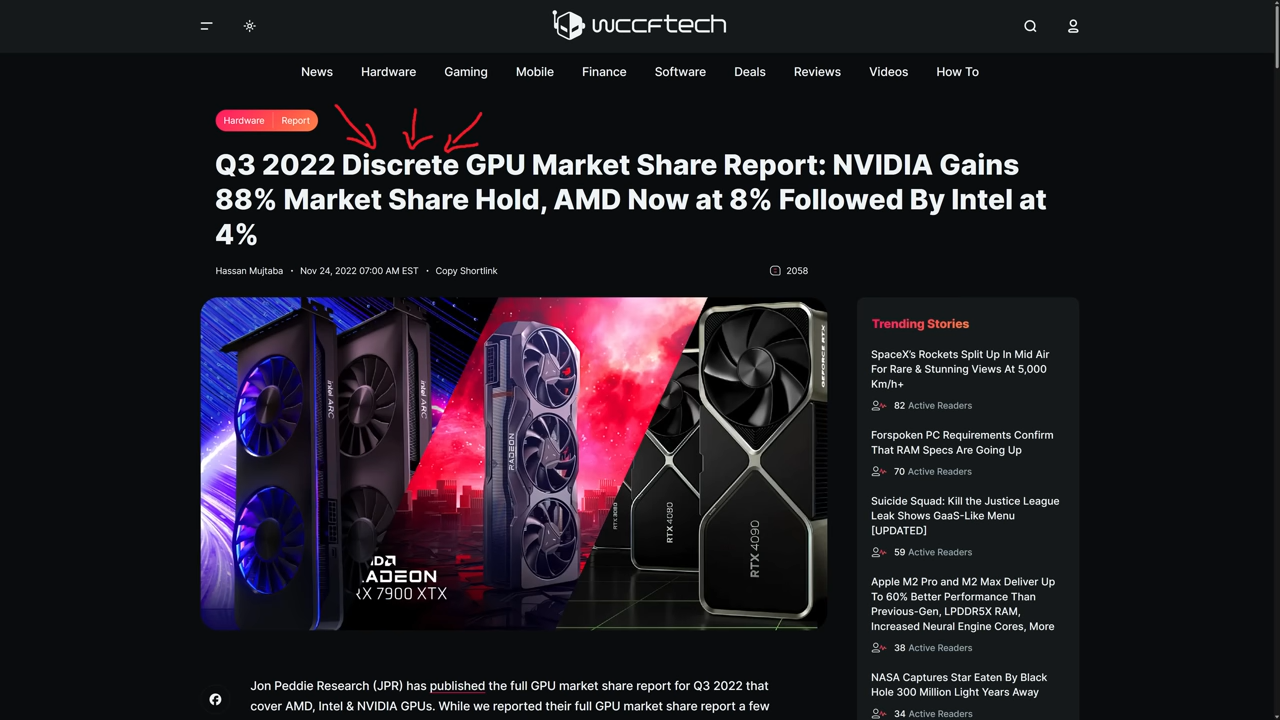 wccftech
News Hardware Gaming Mobile Finance Software Deals Reviews Videos How To
Hardware Report
Q3 2022 Discrete GPU Market Share Report: NVIDIA Gains
88% Market Share Hold, AMD Now at 8% Followed By Intel at
4%
Hassan Mujtaba • Nov 24, 2022 07:00 AM EST • Copy Shortlink
2058
intel ARC
intel ARC
RADEON
RTX 4080
RTX 4090
GEFORCE RTX
RADEON
RX 7900 XTX
Trending Stories
SpaceX's Rockets Split Up In Mid Air
For Rare & Stunning Views At 5,000
Km/h+
82 Active Readers
Forspoken PC Requirements Confirm
That RAM Specs Are Going Up
70 Active Readers
Suicide Squad: Kill the Justice League
Leak Shows GaaS-Like Menu
[UPDATED]
59 Active Readers
Apple M2 Pro and M2 Max Deliver Up
To 60% Better Performance Than
Previous-Gen, LPDDR5X RAM,
Increased Neural Engine Cores, More
38 Active Readers
NASA Captures Star Eaten By Black
Hole 300 Million Light Years Away
34 Active Readers
Jon Peddie Research (JPR) has published the full GPU market share report for Q3 2022 that
cover AMD, Intel & NVIDIA GPUs. While we reported their full GPU market share report a few